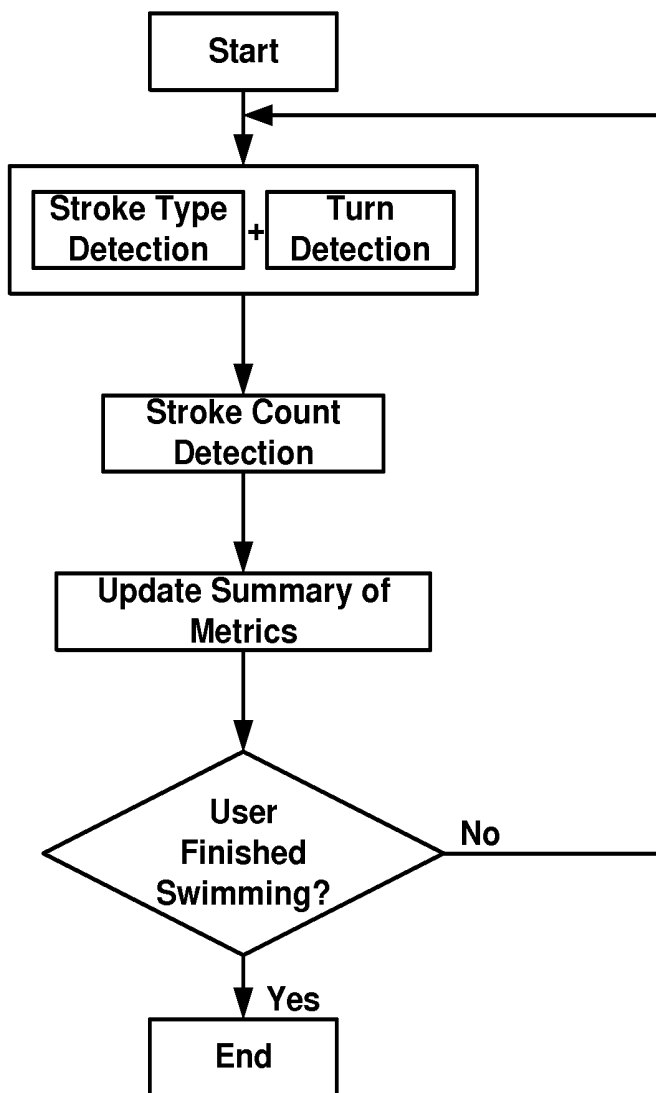 Start
Stroke Type
Detection
+
Turn
Detection
Stroke Count
Detection
Update Summary of
Metrics
User
Finished
Swimming?
No
Yes
End